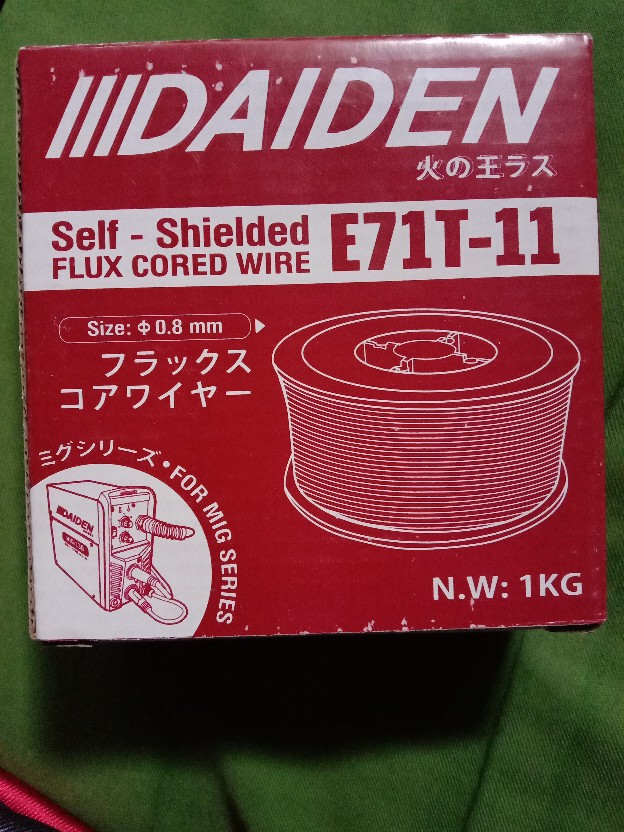 DAIDEN
火の王ラス
Self - Shielded
FLUX CORED WIRE
E71T-11
Size: Φ 0.8 mm
フラックス
コアワイヤー
ミグシリーズ • FOR MIG SERIES
DAIDEN
N.W: 1KG